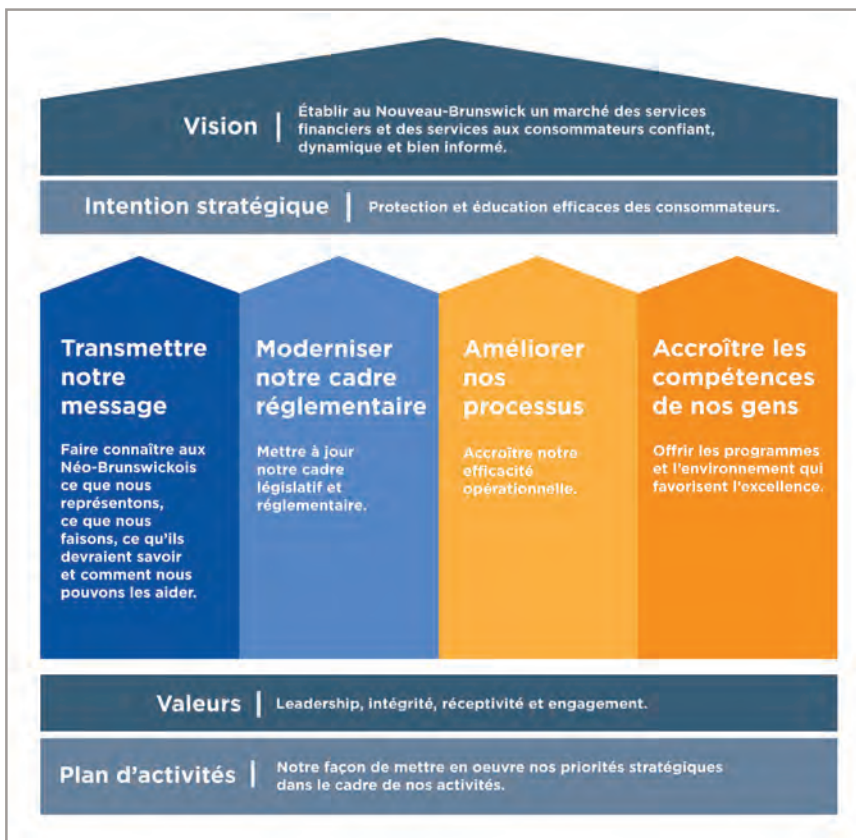 Vision
Établir au Nouveau-Brunswick un marché des services
financiers et des services aux consommateurs confiant,
dynamique et bien informé.
Intention stratégique
Protection et éducation efficaces des consommateurs.
Transmettre
notre
message
Faire connaître aux
Néo-Brunswickois
ce que nous
représentons,
ce que nous
faisons, ce qu'ils
devraient savoir
et comment nous
pouvons les aider.
Moderniser
notre cadre
réglementaire
Mettre à jour
notre cadre
législatif et
réglementaire.
Améliorer
nos
processus
Accroître notre
efficacité
opérationnelle.
Accroître les
compétences
de nos gens
Offrir les programmes
et l'environnement qui
favorisent l'excellence.
Valeurs
Leadership, intégrité, réceptivité et engagement.
Plan d'activités
Notre façon de mettre en oeuvre nos priorités stratégiques
dans le cadre de nos activités.